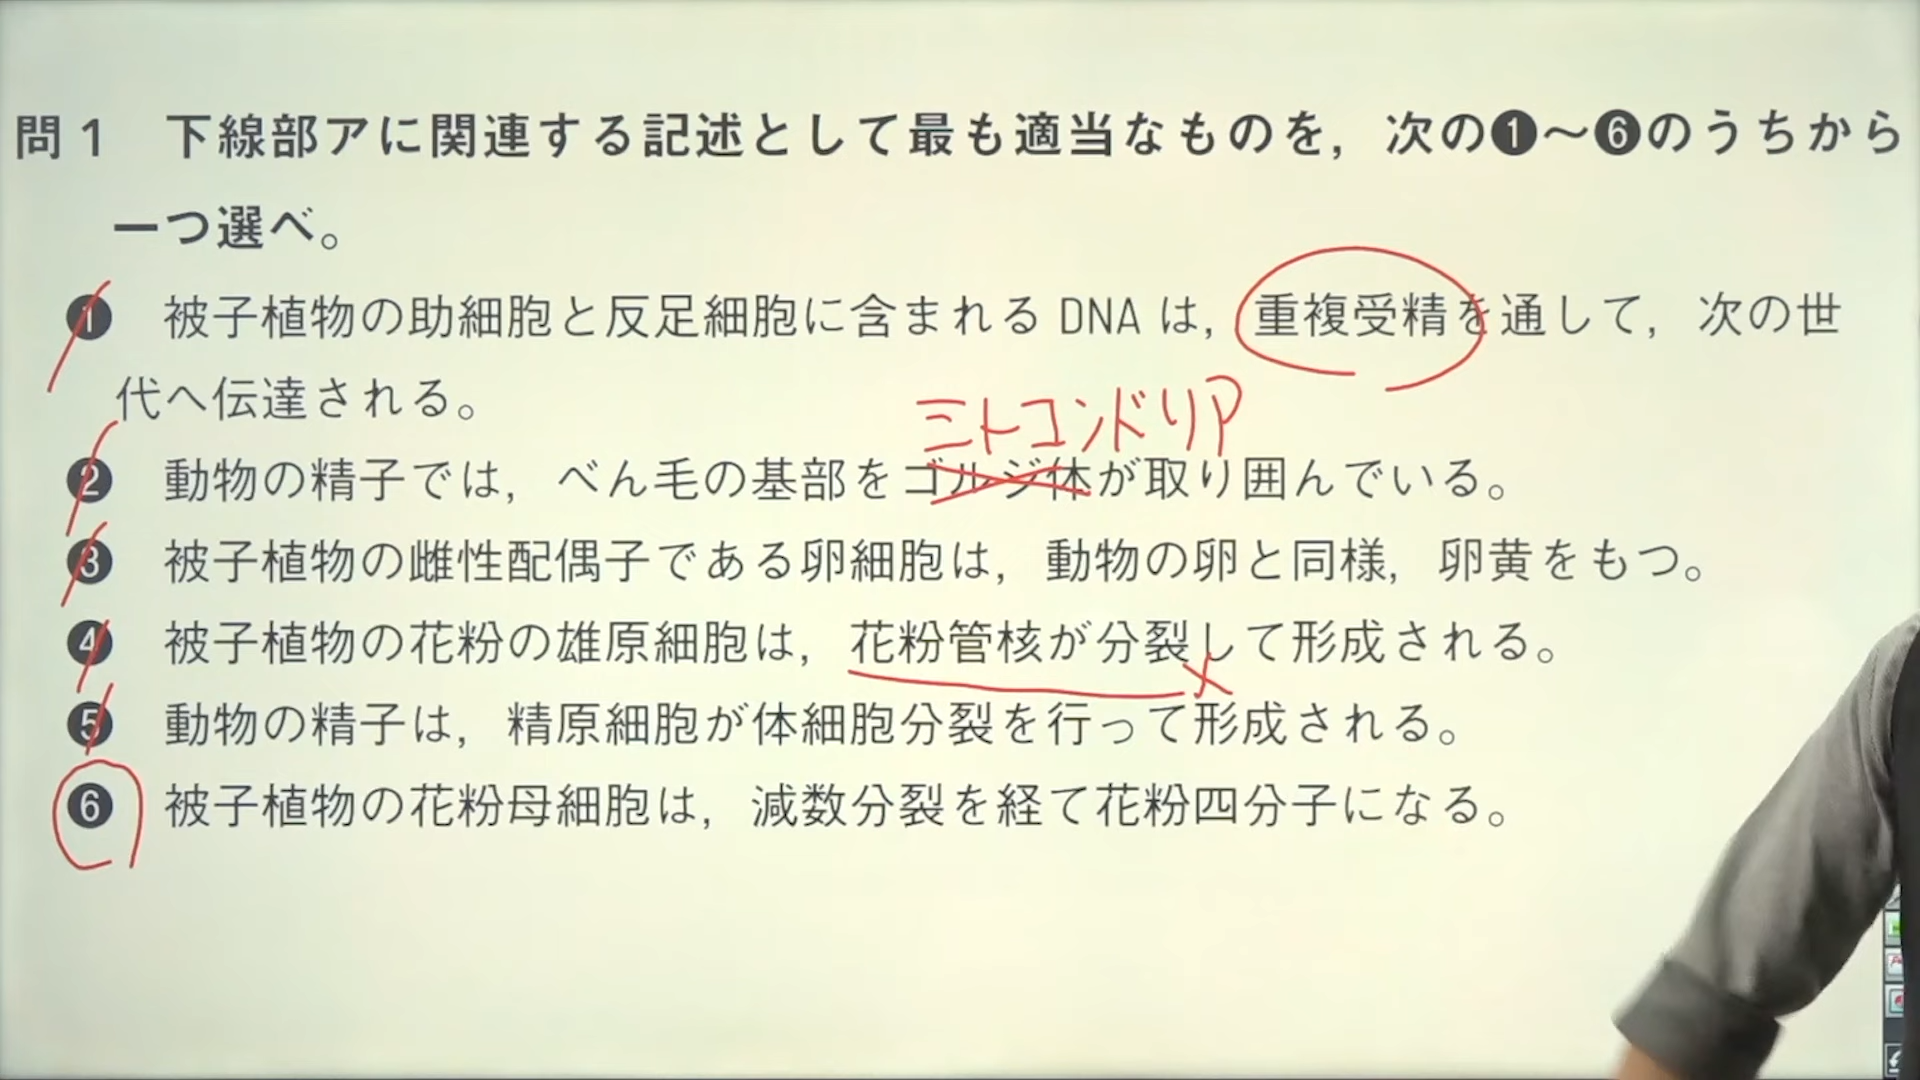 問1 下線部アに関連する記述として最も適当なものを，次の❶～❻のうちから
一つ選べ。
❶ 被子植物の助細胞と反足細胞に含まれる DNA は，重複受精を通して，次の世
代へ伝達される。
ミトコンドリア
❷ 動物の精子では，べん毛の基部をゴルジ体が取り囲んでいる。
❸ 被子植物の雌性配偶子である卵細胞は，動物の卵と同様，卵黄をもつ。
❹ 被子植物の花粉の雄原細胞は，花粉管核が分裂して形成される。
❺ 動物の精子は，精原細胞が体細胞分裂を行って形成される。
❻ 被子植物の花粉母細胞は，減数分裂を経て花粉四分子になる。